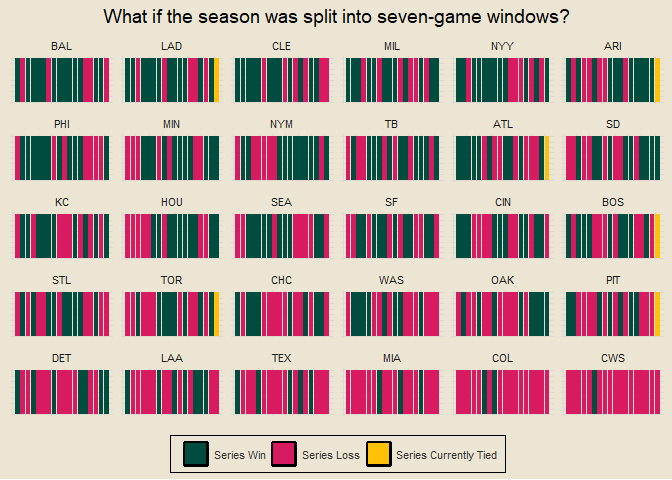 What if the season was split into seven-game windows?
BAL LAD CLE MIL NYY ARI
PHI MIN NYM TB ATL SD
KC HOU SEA SF CIN BOS
STL TOR CHC WAS OAK PIT
DET LAA TEX MIA COL CWS
Series Win Series Loss Series Currently Tied